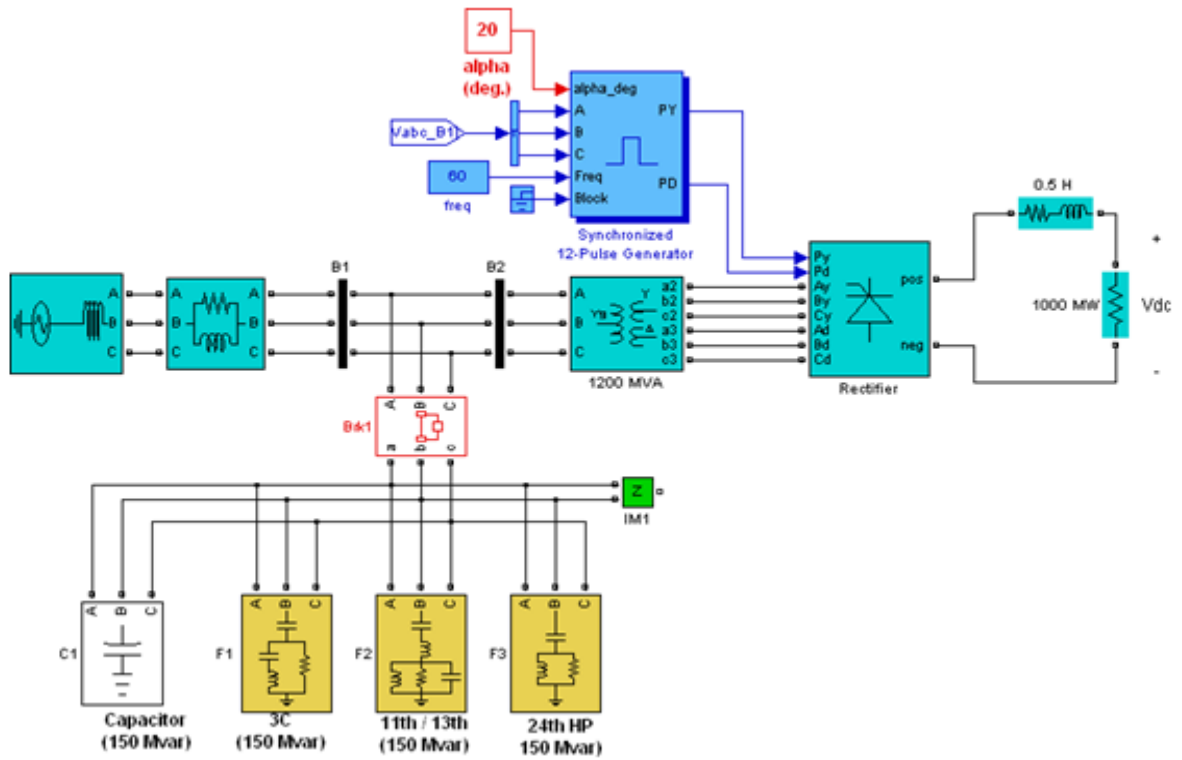 20
alpha
(deg.)
alpha_deg
A
B
C
Freq
Block
PY
PD
Vabc_B1
60
freq
Synchronized
12-Pulse Generator
0.5 H
+
1000 MW
Vdc
-
B1
B2
A
B
C
A
B
C
A
B
C
A
B
C
Yg
Y
Δ
a2
b2
c2
a3
b3
c3
1200 MVA
Py
Pd
Ay
By
Cy
Ad
Bd
Cd
pos
neg
Rectifier
Brk1
A
B
C
a
b
c
Z
IM1
A
B
C
A
B
C
A
B
C
A
B
C
C1
F1
F2
F3
Capacitor
(150 Mvar)
3C
(150 Mvar)
11th / 13th
(150 Mvar)
24th HP
150 Mvar)